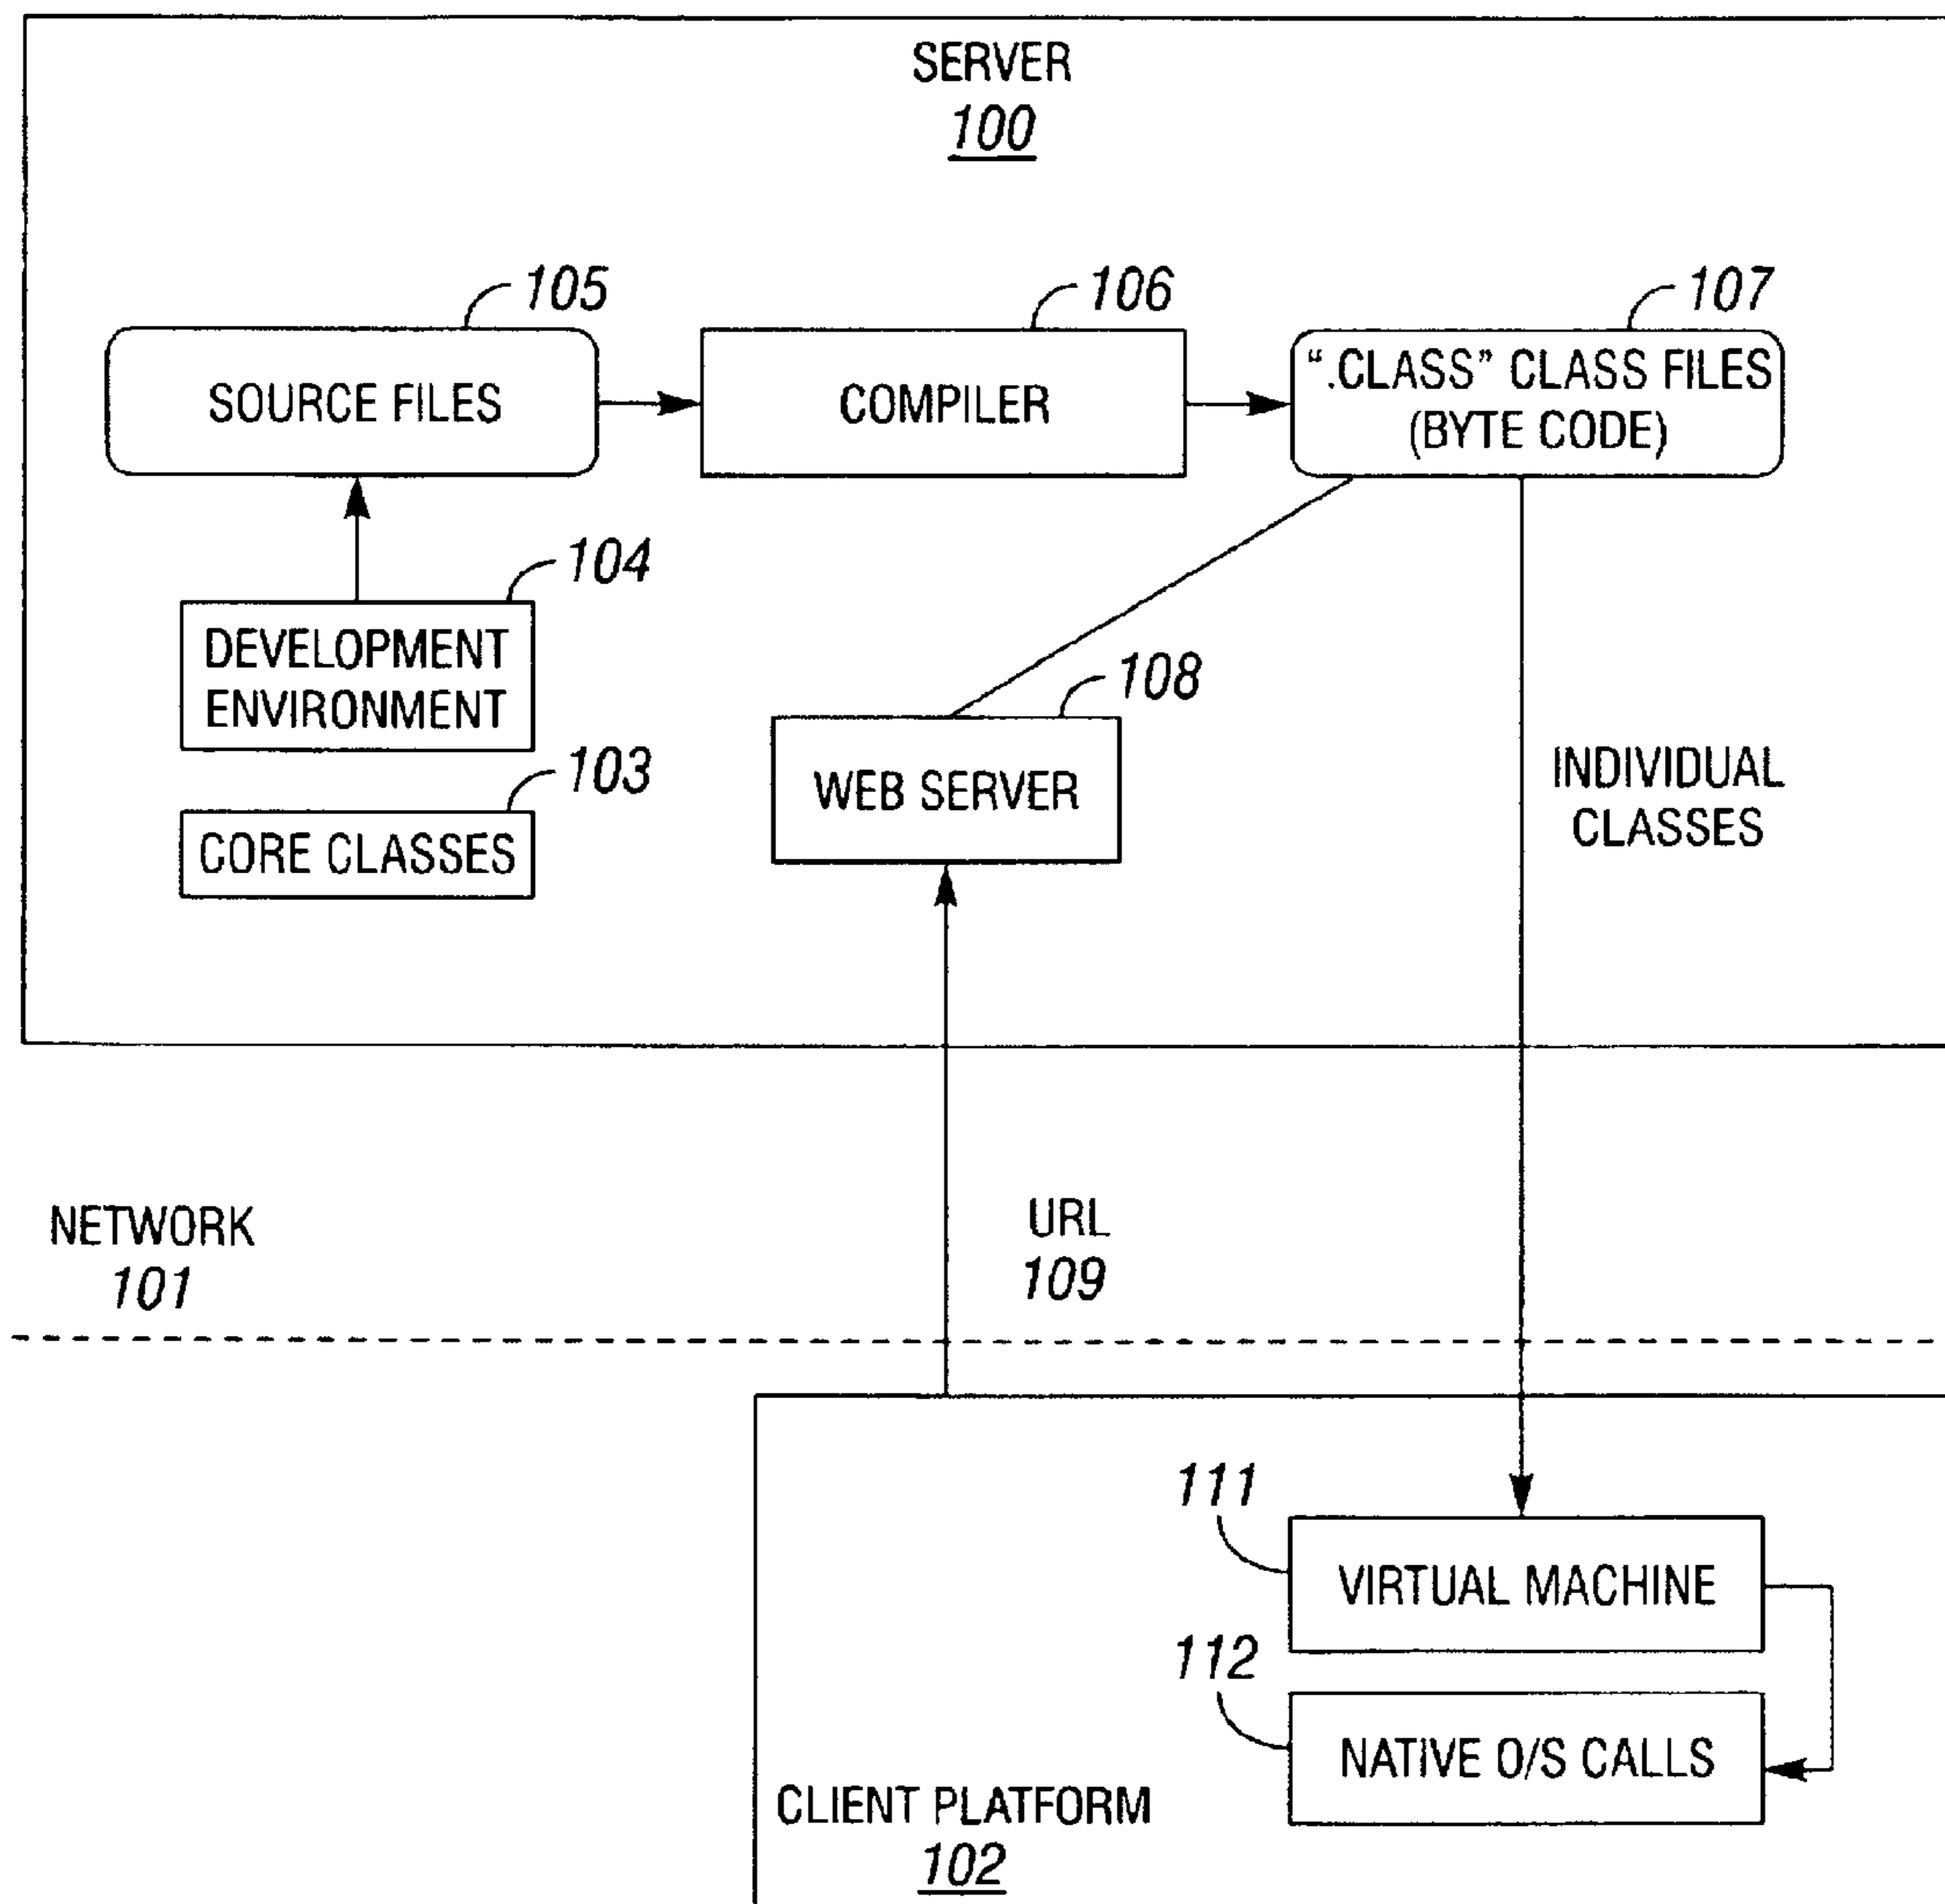 SERVER
100
105
106
107
SOURCE FILES
COMPILER
“.CLASS” CLASS FILES
(BYTE CODE)
104
DEVELOPMENT
ENVIRONMENT
108
103
WEB SERVER
INDIVIDUAL
CLASSES
CORE CLASSES
NETWORK
101
URL
109
111
VIRTUAL MACHINE
112
NATIVE O/S CALLS
CLIENT PLATFORM
102